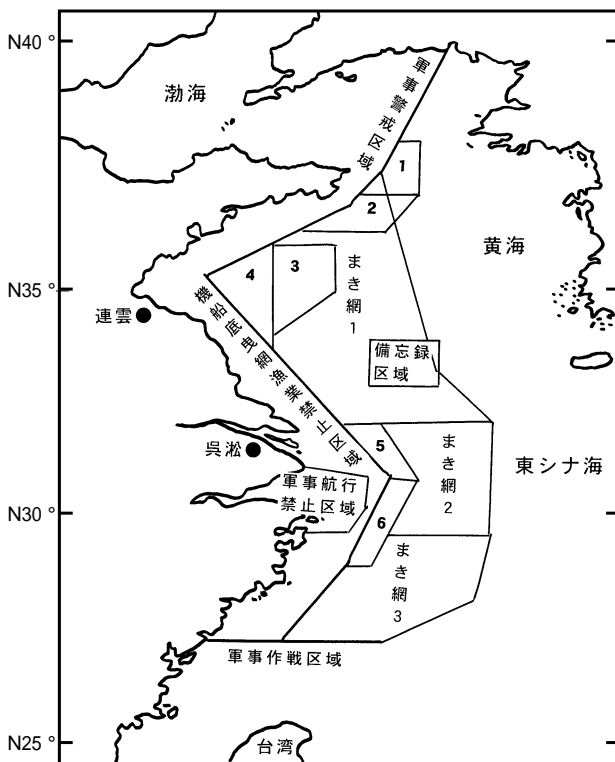 N40°
渤海
軍事警戒区域
1
2
黄海
N35°
4
3
まき網1
連雲
機船底曳網漁業禁止区域
備忘録
区域
呉淞
5
まき網2
東シナ海
軍事航行
禁止区域
N30°
6
まき網3
軍事作戦区域
N25°
台湾